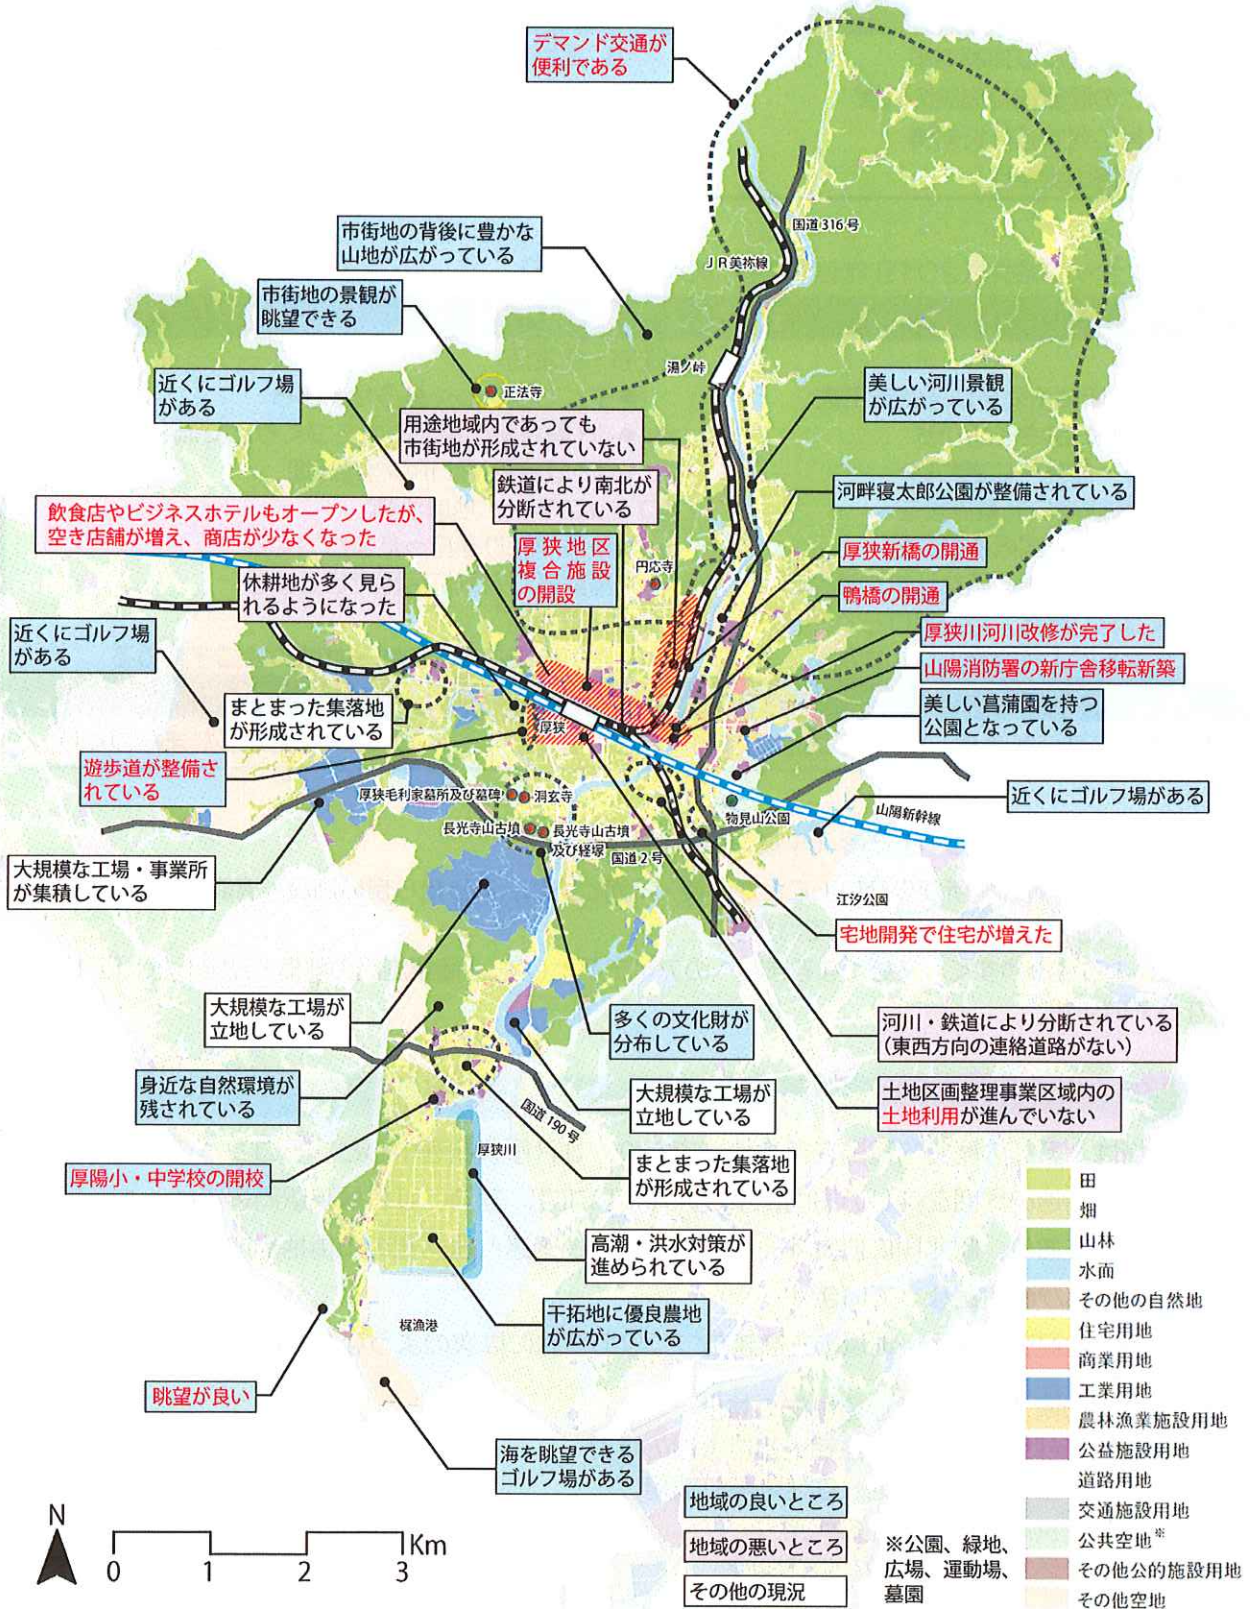 デマンド交通が
便利である
国道316号
JR美祢線
市街地の背後に豊かな
山地が広がっている
市街地の景観が
眺望できる
湯ノ峠
正法寺
近くにゴルフ場
がある
美しい河川景観
が広がっている
用途地域内であっても
市街地が形成されていない
鉄道により南北が
分断されている
河畔寝太郎公園が整備されている
飲食店やビジネスホテルもオープンしたが、
空き店舗が増え、商店が少なくなった
厚狭地区
複合施設
の開設
円応寺
厚狭新橋の開通
鴨橋の開通
休耕地が多く見ら
れるようになった
近くにゴルフ場
がある
厚狭川河川改修が完了した
山陽消防署の新庁舎移転新築
美しい菖蒲園を持つ
公園となっている
まとまった集落地
が形成されている
厚狭
遊歩道が整備さ
れている
厚狭毛利家墓所及び墓碑
洞玄寺
長光寺山古墳
長光寺山古墳
及び経塚
国道2号
物見山公園
山陽新幹線
近くにゴルフ場がある
大規模な工場・事業所
が集積している
江汐公園
宅地開発で住宅が増えた
大規模な工場が
立地している
多くの文化財が
分布している
河川・鉄道により分断されている
(東西方向の連絡道路がない)
身近な自然環境が
残されている
大規模な工場が
立地している
土地区画整理事業区域内の
土地利用が進んでいない
国道190号
厚狭川
厚陽小・中学校の開校
まとまった集落地
が形成されている
高潮・洪水対策が
進められている
干拓地に優良農地
が広がっている
梶漁港
眺望が良い
海を眺望できる
ゴルフ場がある
田
畑
山林
水面
その他の自然地
住宅用地
商業用地
工業用地
農林漁業施設用地
公益施設用地
道路用地
交通施設用地
公共空地※
その他公的施設用地
その他空地
地域の良いところ
地域の悪いところ
その他の現況
※公園、緑地、
広場、運動場、
墓園
N
0 1 2 3 Km